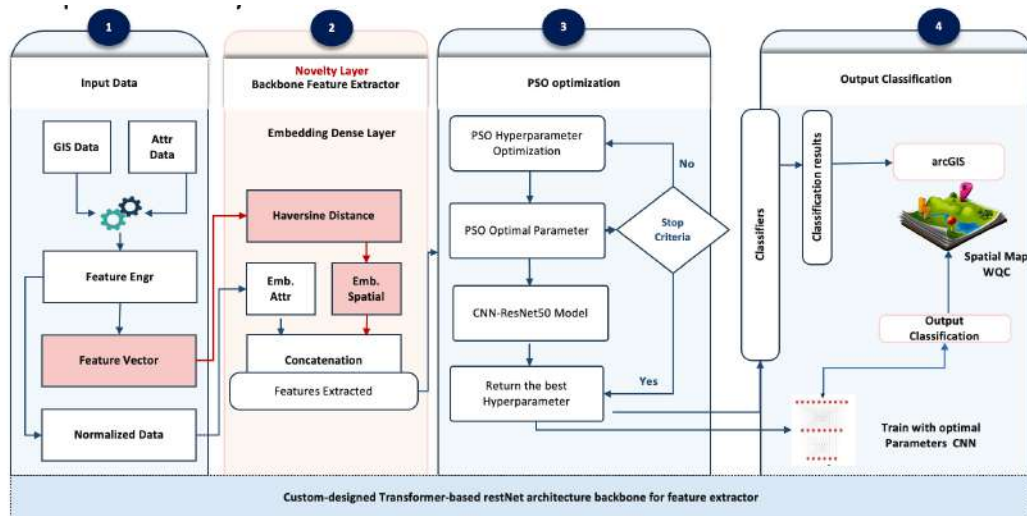 1
Input Data
GIS Data
Attr
Data
Feature Engr
Feature Vector
Normalized Data
2
Novelty Layer
Backbone Feature Extractor
Embedding Dense Layer
Haversine Distance
Emb.
Attr
Emb.
Spatial
Concatenation
Features Extracted
3
PSO optimization
PSO Hyperparameter
Optimization
No
PSO Optimal Parameter
Stop
Criteria
CNN-ResNet50 Model
Yes
Return the best
Hyperparameter
4
Output Classification
Classifiers
Classification results
arcGIS
Spatial Map
WQC
Output
Classification
Train with optimal
Parameters CNN
Custom-designed Transformer-based restNet architecture backbone for feature extractor